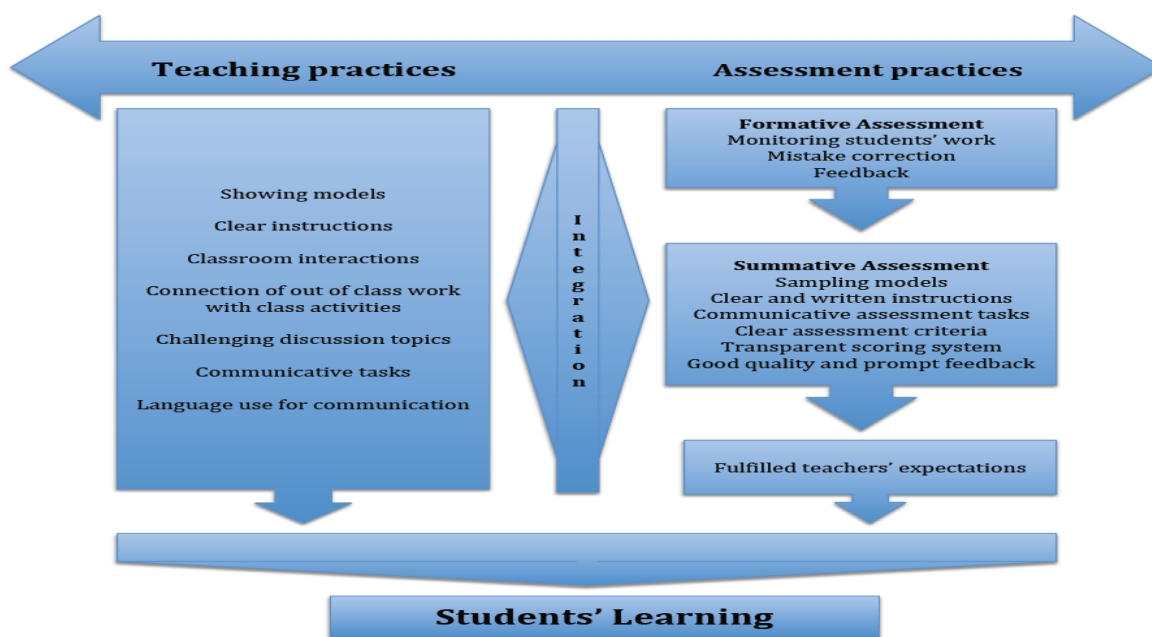 Teaching practices
Assessment practices
Showing models
Clear instructions
Classroom interactions
Connection of out of class work
with class activities
Challenging discussion topics
Communicative tasks
Language use for communication
Integration
Formative Assessment
Monitoring students' work
Mistake correction
Feedback
Summative Assessment
Sampling models
Clear and written instructions
Communicative assessment tasks
Clear assessment criteria
Transparent scoring system
Good quality and prompt feedback
Fulfilled teachers' expectations
Students' Learning